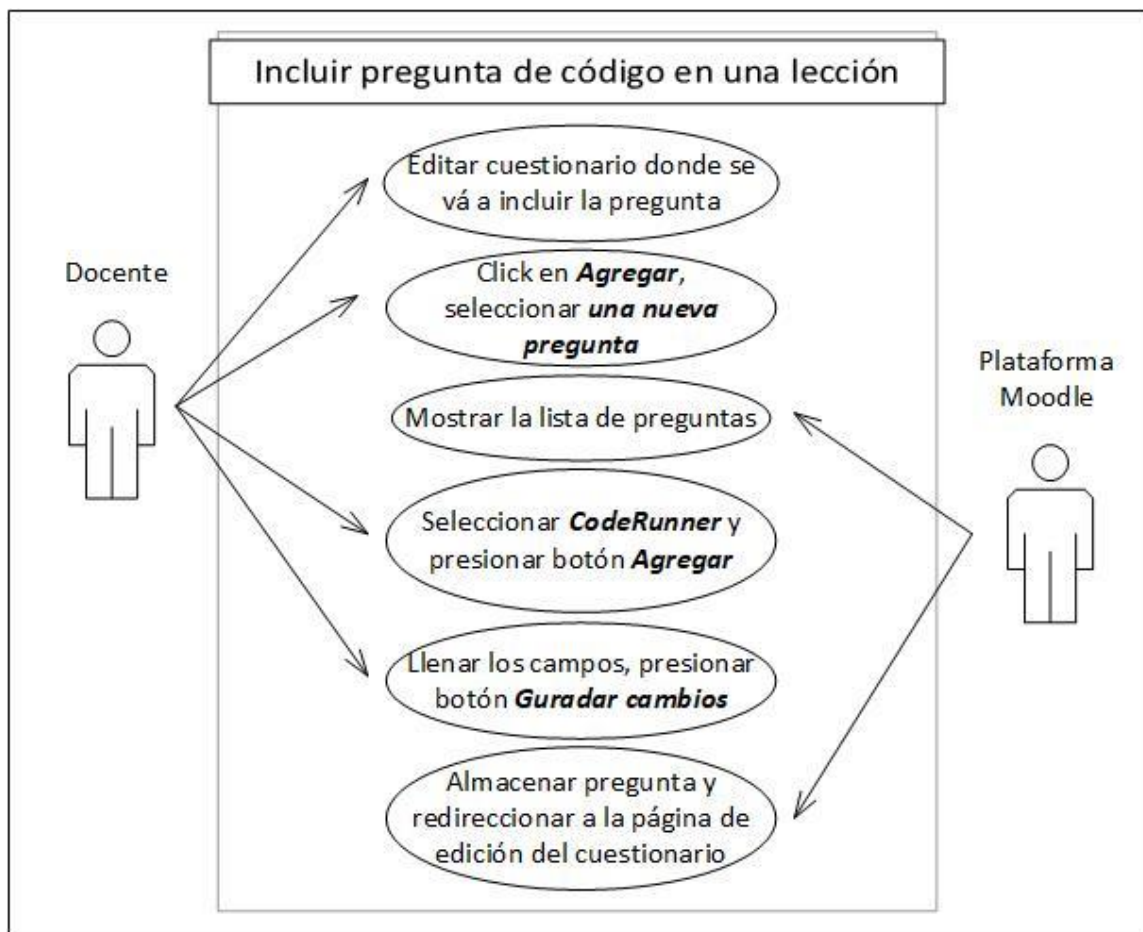 Incluir pregunta de código en una lección
Editar cuestionario donde se
vá a incluir la pregunta
Docente
Click en Agregar,
seleccionar una nueva
pregunta
Plataforma
Moodle
Mostrar la lista de preguntas
Seleccionar CodeRunner y
presionar botón Agregar
Llenar los campos, presionar
botón Guradar cambios
Almacenar pregunta y
redireccionar a la página de
edición del cuestionario